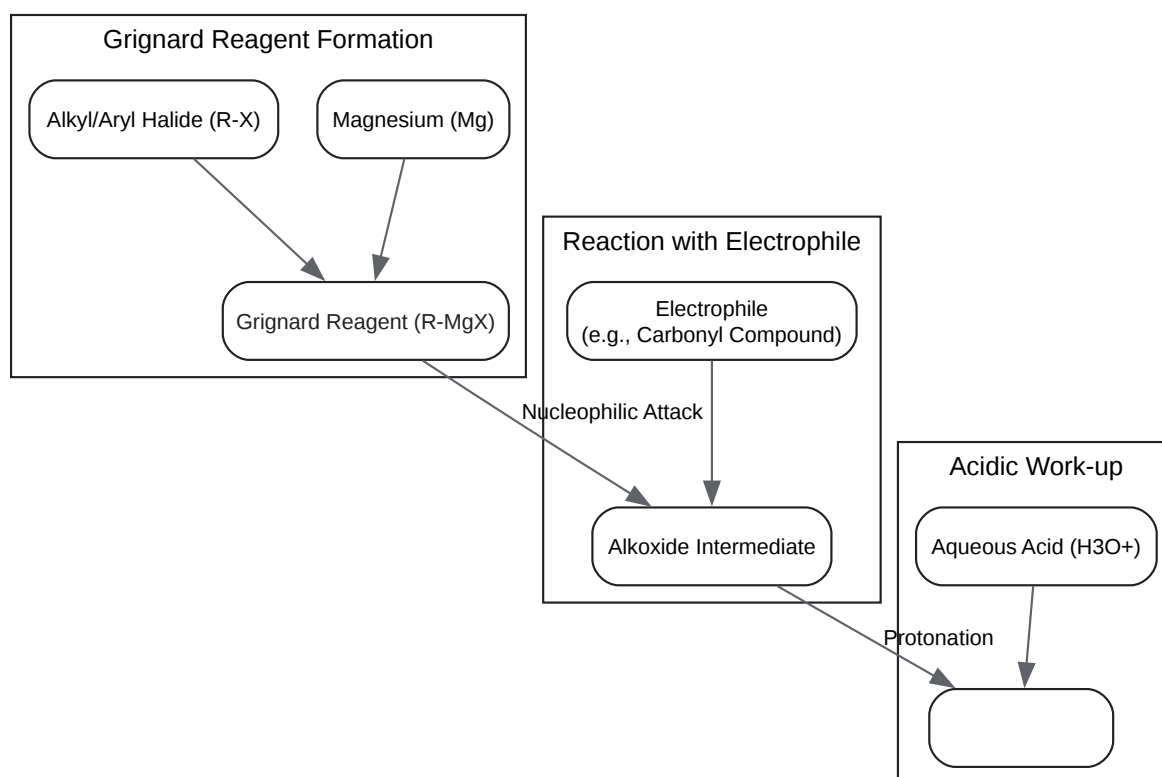 Grignard Reagent Formation
Alkyl/Aryl Halide (R-X)
Magnesium (Mg)
Grignard Reagent (R-MgX)
Reaction with Electrophile
Electrophile
(e.g., Carbonyl Compound)
Nucleophilic Attack
Alkoxide Intermediate
Acidic Work-up
Aqueous Acid (H3O+)
Protonation